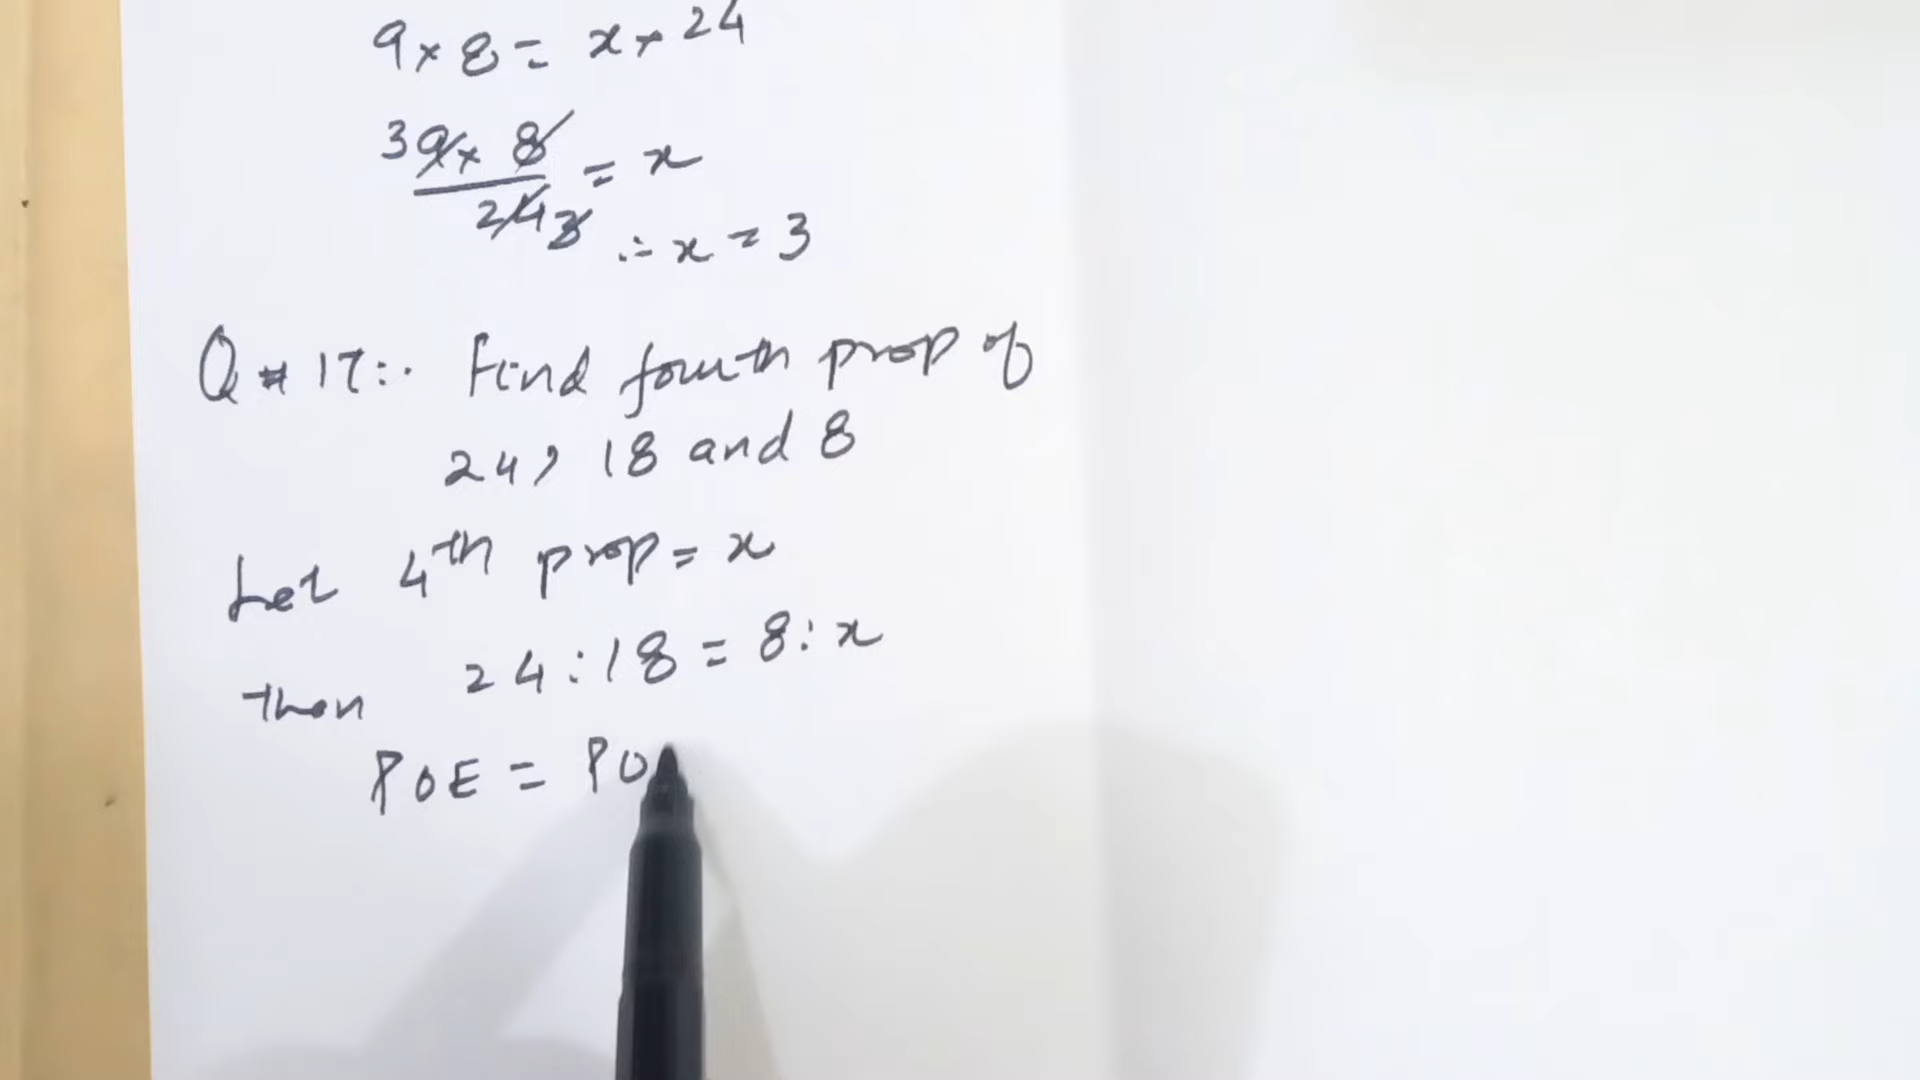 9 × 8 = x × 24
3 9 × 8
= x
24 3
∴ x = 3
Q # 17:. Find fourth prop of
24, 18 and 8
Let 4th prop = x
then 24 : 18 = 8 : x
POE = PO